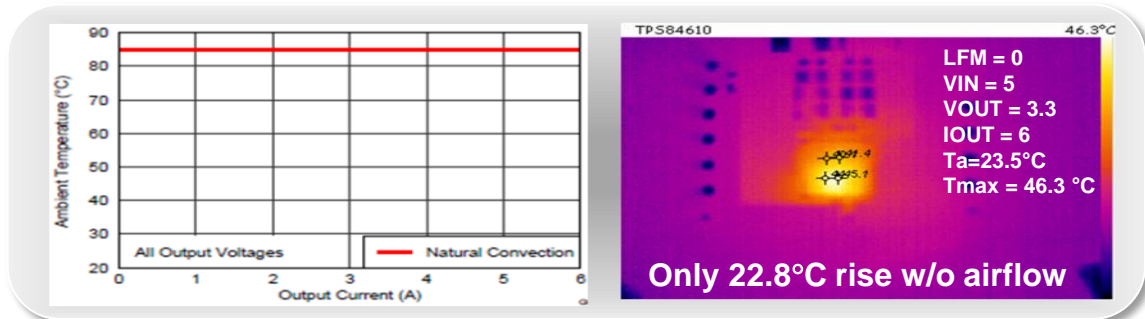 90
80
70
60
50
40
30
20
Ambient Temperature (°C)
All Output Voltages
Natural Convection
0 1 2 3 4 5 6
Output Current (A)
TPS84610 46.3°C
LFM = 0
VIN = 5
VOUT = 3.3
IOUT = 6
Ta=23.5°C
Tmax = 46.3 °C
Only 22.8°C rise w/o airflow